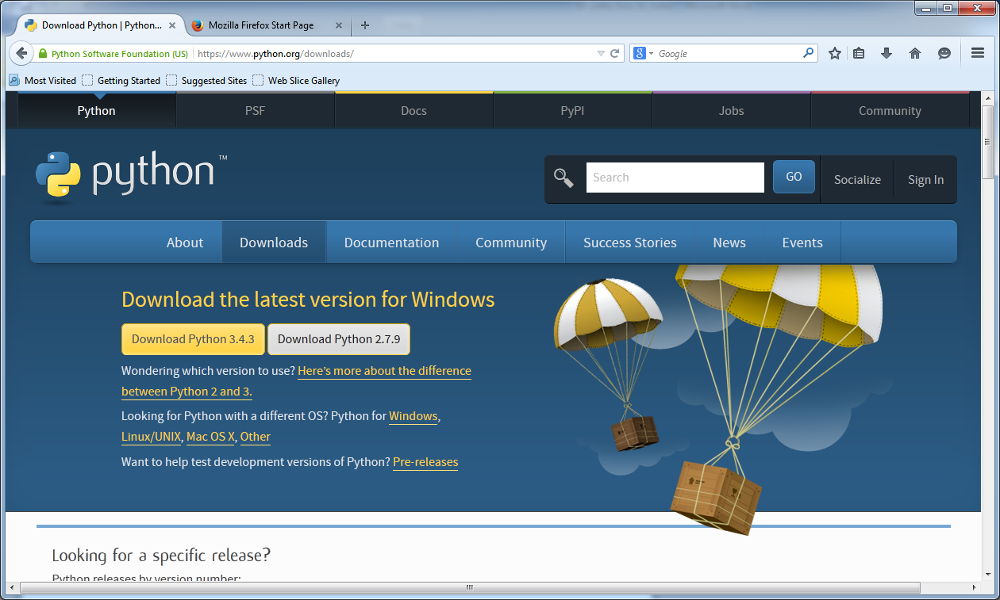 Download Python | Python...
Mozilla Firefox Start Page
Python Software Foundation (US)
https://www.python.org/downloads/
Google
Most Visited
Getting Started
Suggested Sites
Web Slice Gallery
Python
PSF
Docs
PyPI
Jobs
Community
python™
Search
GO
Socialize
Sign In
About
Downloads
Documentation
Community
Success Stories
News
Events
Download the latest version for Windows
Download Python 3.4.3
Download Python 2.7.9
Wondering which version to use? Here's more about the difference
between Python 2 and 3.
Looking for Python with a different OS? Python for Windows,
Linux/UNIX, Mac OS X, Other
Want to help test development versions of Python? Pre-releases
Looking for a specific release?
Python releases by version number: